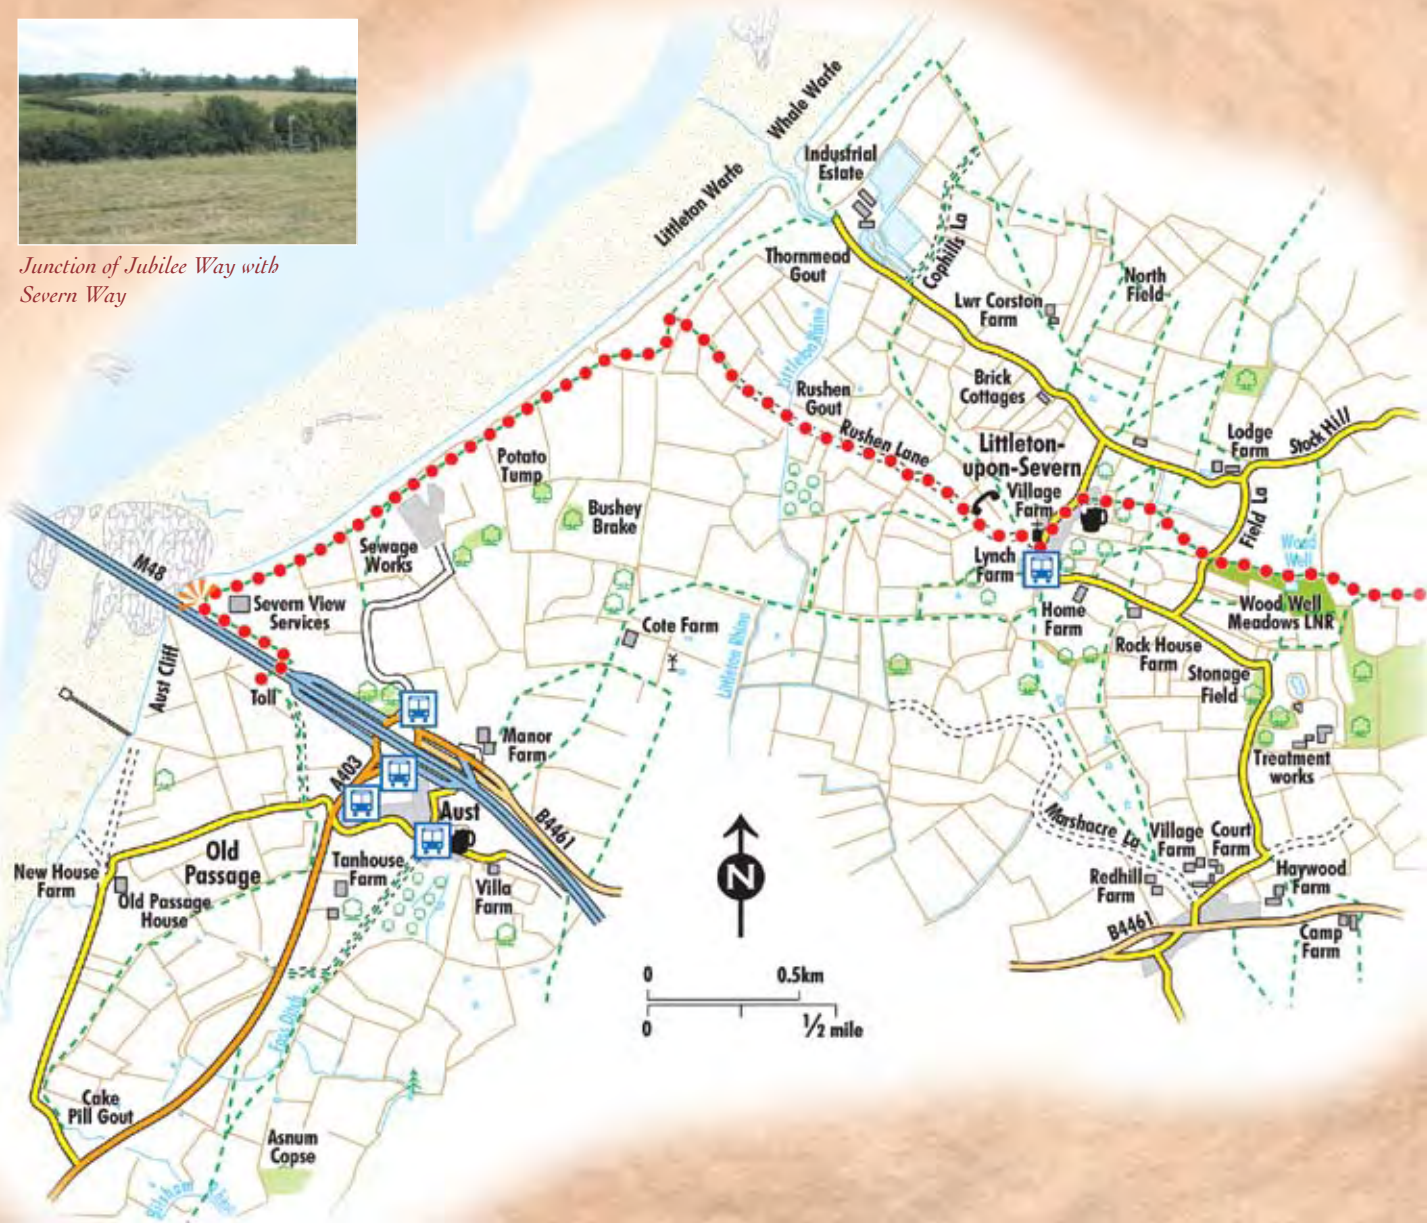 Junction of Jubilee Way with
Severn Way
Whale Warfe
Littleton Warfe
Industrial
Estate
Cophills La
Thornmead
Gout
North
Field
Lwr Corston
Farm
Littleton Rhine
Rushen
Gout
Brick
Cottages
Rushen Lane
Littleton-
upon-Severn
Village
Farm
Lodge
Farm
Stock Hill
Field La
Potato
Tump
Bushey
Brake
Sewage
Works
Lynch
Farm
Wood
Well
M48
Severn View
Services
Home
Farm
Wood Well
Meadows LNR
Cote Farm
Rock House
Farm
Littleton Rhine
Aust Cliff
Toll
Stonage
Field
Manor
Farm
Treatment
works
A403
Aust
B4461
Marshacre La
Village
Farm
Court
Farm
Old
Passage
New House
Farm
Old Passage
House
Tanhouse
Farm
Villa
Farm
N
Redhill
Farm
Haywood
Farm
B4461
Camp
Farm
0
0.5km
0
1/2 mile
Foss Ditch
Cake
Pill Gout
Asnum
Copse
Bilsham